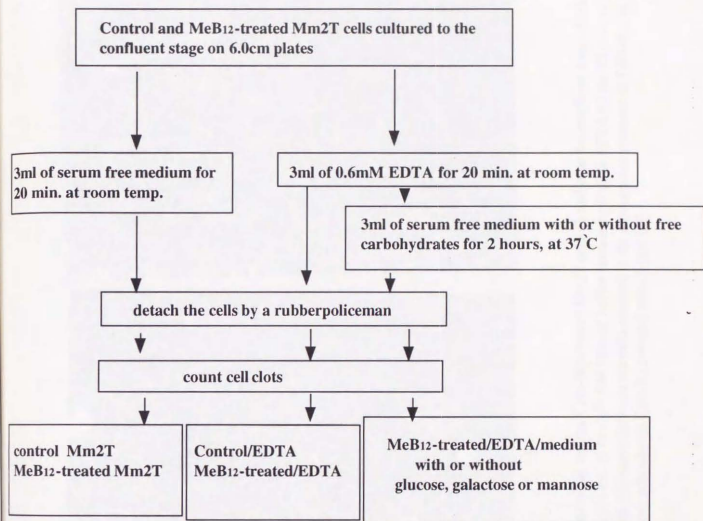 Control and MeB12-treated Mm2T cells cultured to the
confluent stage on 6.0cm plates
3ml of serum free medium for
20 min. at room temp.
3ml of 0.6mM EDTA for 20 min. at room temp.
3ml of serum free medium with or without free
carbohydrates for 2 hours, at 37`C
detach the cells by a rubberpoliceman
count cell clots
control Mm2T
MeB12-treated Mm2T
Control/EDTA
MeB12-treated/EDTA
MeB12-treated/EDTA/medium
with or without
glucose, galactose or mannose